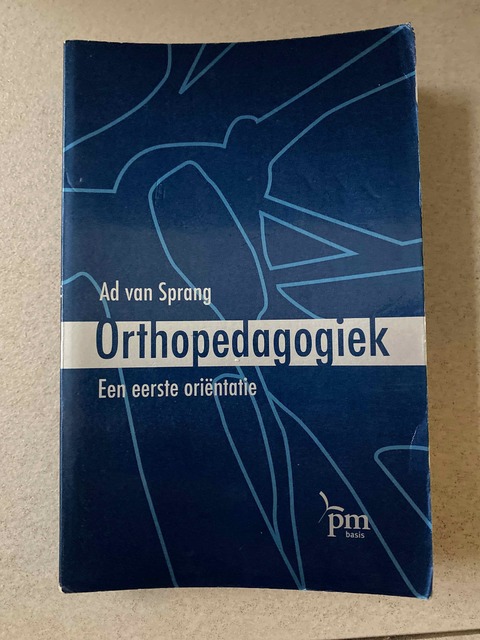 Ad van Sprang
Orthopedagogiek
Een eerste oriëntatie
pm
basis